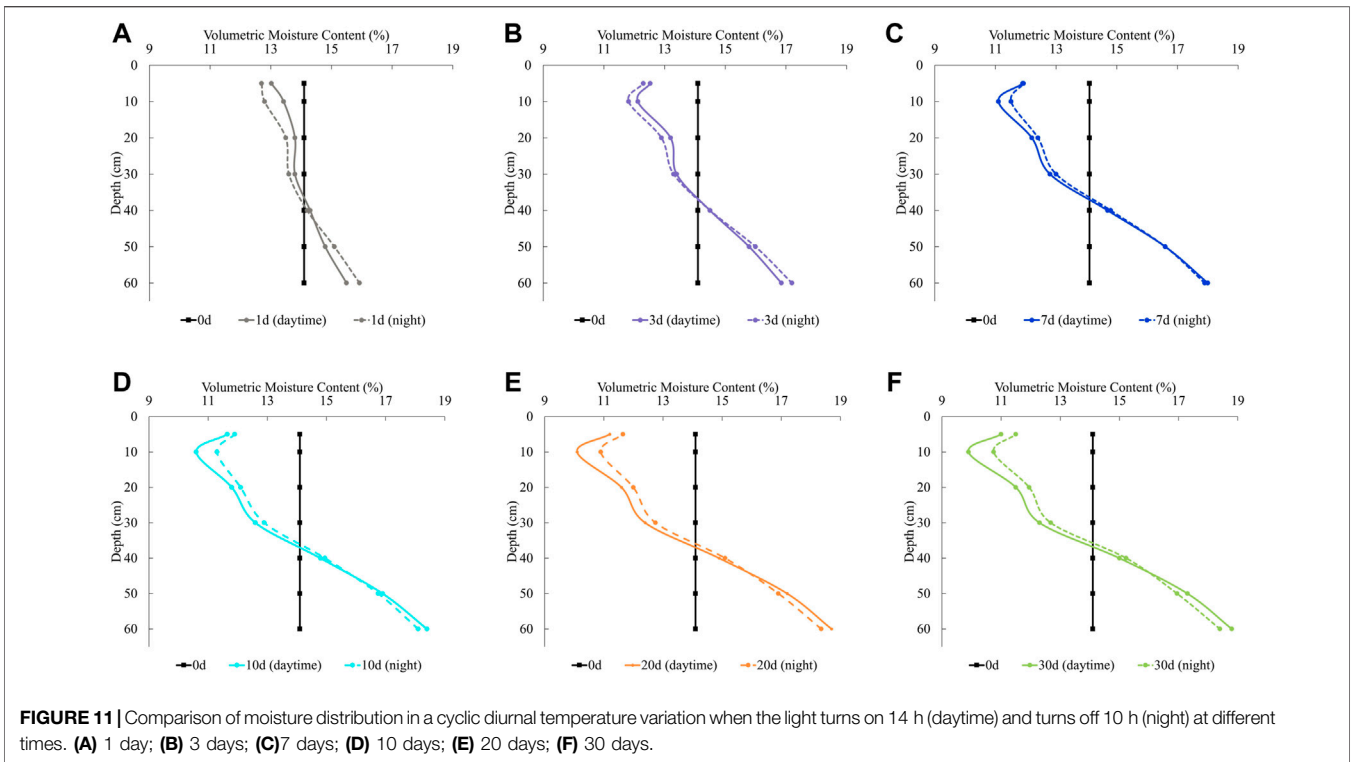 A
Volumetric Moisture Content (%)
9 11 13 15 17 19
0
10
20
30
40
50
60
Depth (cm)
0d 1d (daytime) 1d (night)
B
Volumetric Moisture Content (%)
9 11 13 15 17 19
0
10
20
30
40
50
60
Depth (cm)
0d 3d (daytime) 3d (night)
C
Volumetric Moisture Content (%)
9 11 13 15 17 19
0
10
20
30
40
50
60
Depth (cm)
0d 7d (daytime) 7d (night)
D
Volumetric Moisture Content (%)
9 11 13 15 17 19
0
10
20
30
40
50
60
Depth (cm)
0d 10d (daytime) 10d (night)
E
Volumetric Moisture Content (%)
9 11 13 15 17 19
0
10
20
30
40
50
60
Depth (cm)
0d 20d (daytime) 20d (night)
F
Volumetric Moisture Content (%)
9 11 13 15 17 19
0
10
20
30
40
50
60
Depth (cm)
0d 30d (daytime) 30d (night)
FIGURE 11 | Comparison of moisture distribution in a cyclic diurnal temperature variation when the light turns on 14 h (daytime) and turns off 10 h (night) at different
times. (A) 1 day; (B) 3 days; (C)7 days; (D) 10 days; (E) 20 days; (F) 30 days.